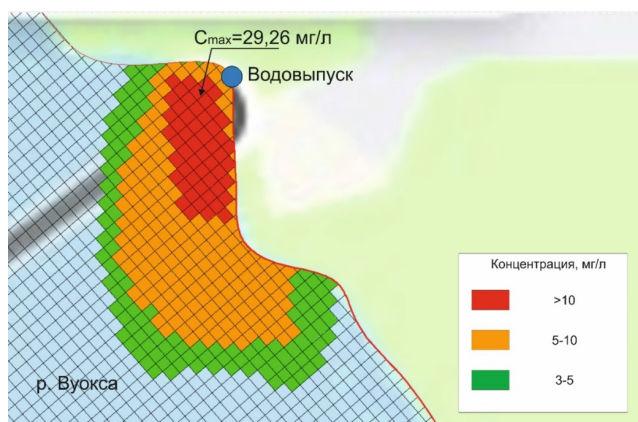 Cmax=29,26 мг/л
Водовыпуск
Концентрация, мг/л
>10
5-10
3-5
р. Вуокса